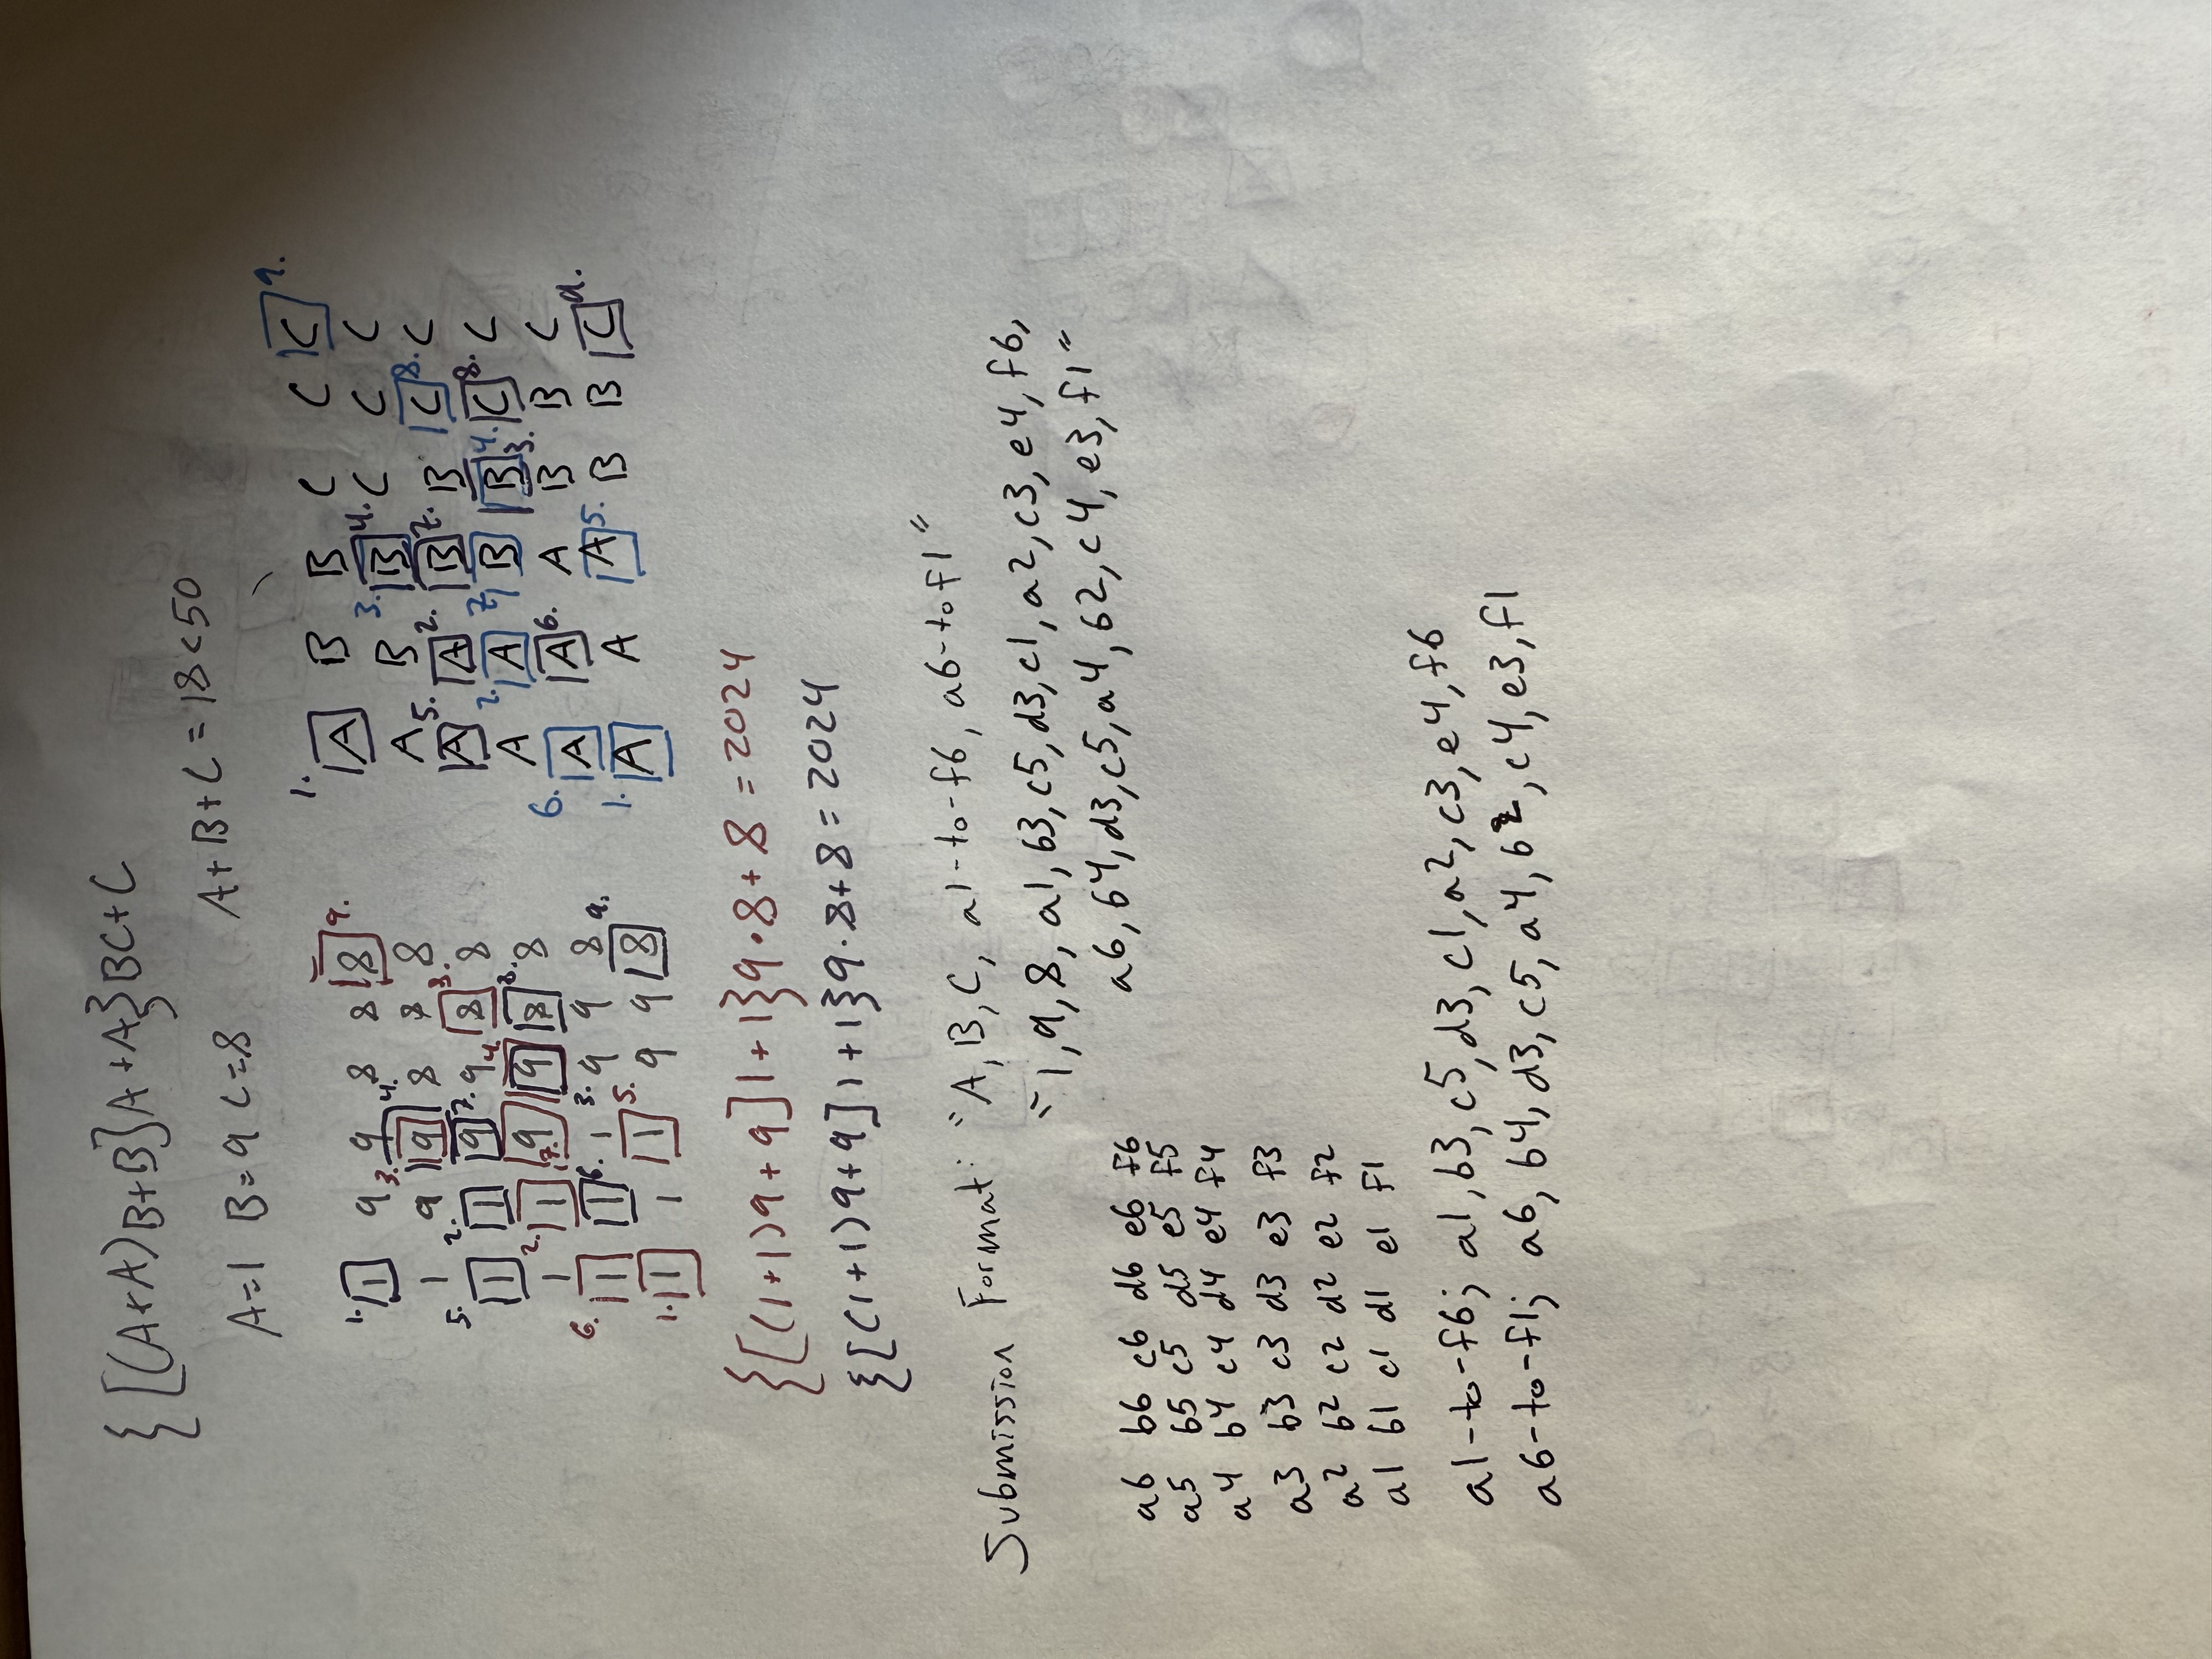 {[(A+A)B+B]A+A}BC+C
A=1 B=9 C=8 A+B+C=18<50
1. 1 9 9 8 8 8 9.
1 9 3. 9 4. 8 8 8
5. 1 2. 1 9 7. 9 8 3. 8
1 2. 1 7. 9 4. 9 8 8. 8
6. 1 1 6. 1 3. 9 9 8
1. 1 1 1 5. 9 9 8 9.
1. A B B C C C 9.
A B 3. B 4. C C C
A 5. A 2. B 7. B C 8. C
A 2. A 7. B B 4. 3. C 8. C
6. A A 6. A B B C
1. A A A 5. B B C 9.
{[(1+1)9+9]1+1}9·8+8=2024
{[(1+1)9+9]1+1}9·8+8=2024
Submission Format: "A, B, C, a1-to-f6, a6-to f1"
"1,9,8, a1, b3, c5, d3, c1, a2, c3, e4, f6,
a6, b4, d3, c5, a4, b2, c4, e3, f1"
a6 b6 c6 d6 e6 f6
a5 b5 c5 d5 e5 f5
a4 b4 c4 d4 e4 f4
a3 b3 c3 d3 e3 f3
a2 b2 c2 d2 e2 f2
a1 b1 c1 d1 e1 f1
a1-to-f6; a1, b3, c5, d3, c1, a2, c3, e4, f6
a6-to-f1; a6, b4, d3, c5, a4, b2, c4, e3, f1